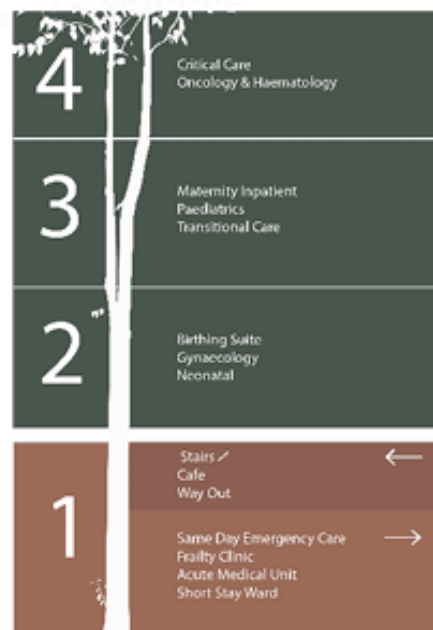 4
Critical Care
Oncology & Haematology
3
Maternity Inpatient
Paediatrics
Transitional Care
2
Birthing Suite
Gynaecology
Neonatal
1
Stairs
Cafe
Way Out
Same Day Emergency Care
Frailty Clinic
Acute Medical Unit
Short Stay Ward